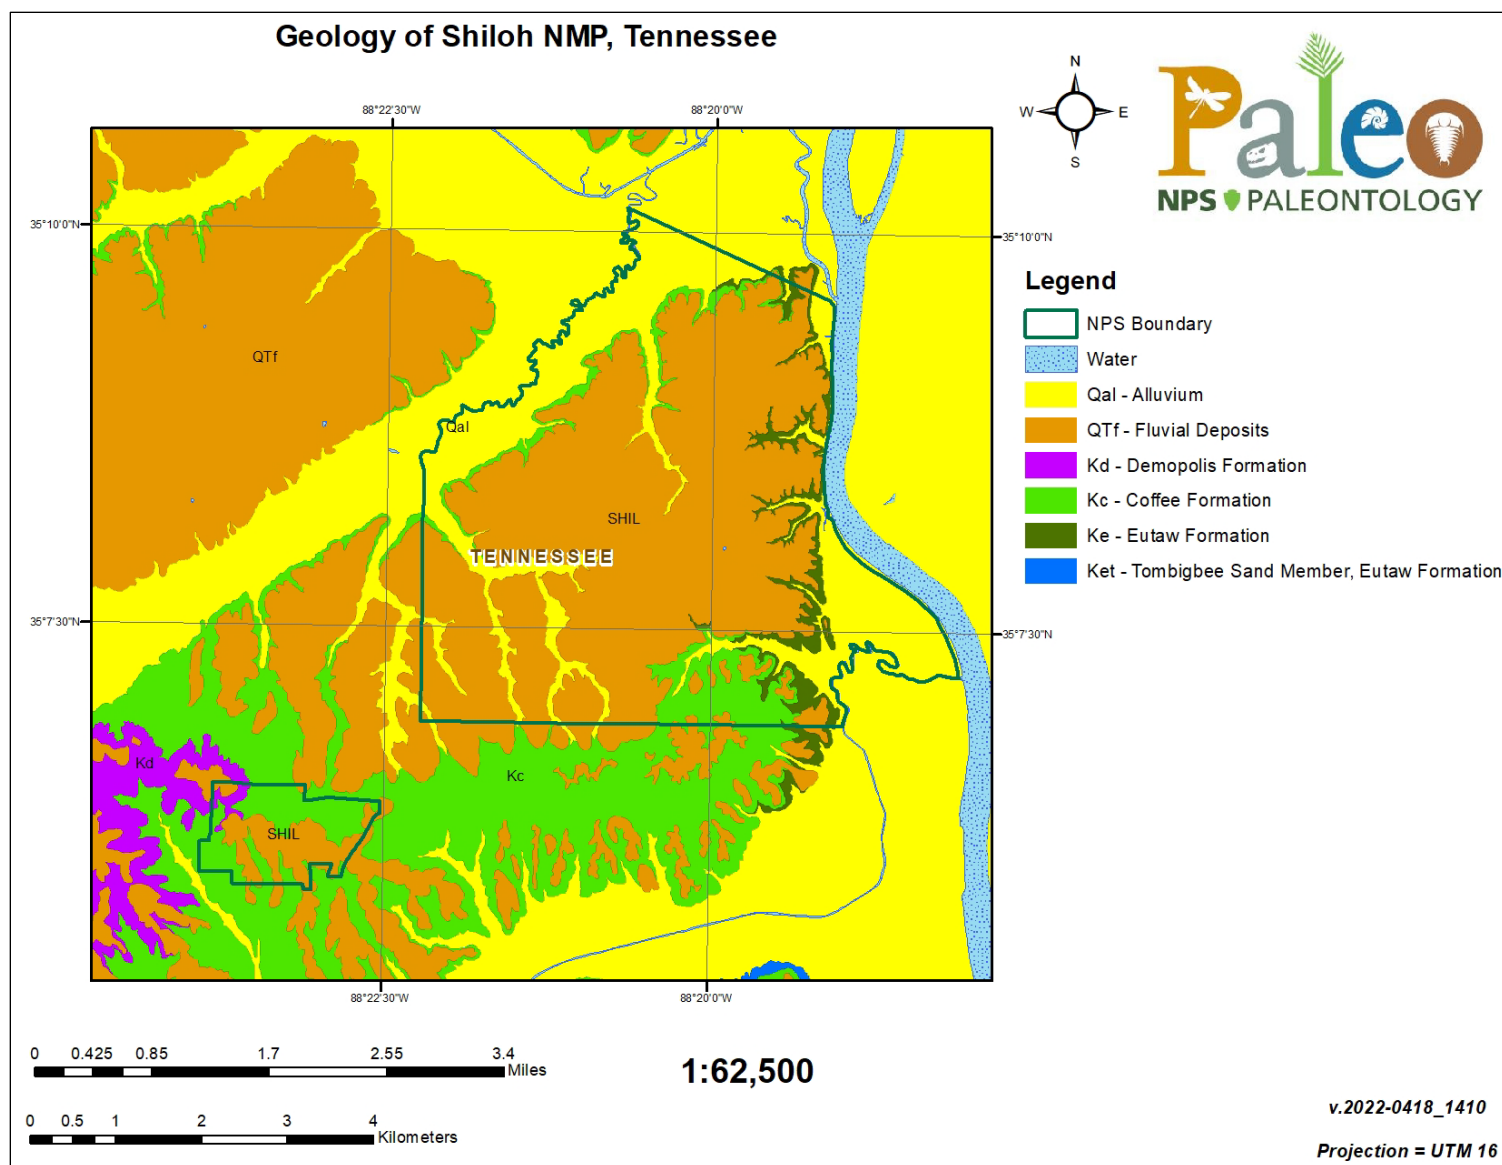 Geology of Shiloh NMP, Tennessee
N
W
E
S
Paleo
NPS PALEONTOLOGY
88°22'30"W
88°20'0"W
35°10'0"N
35°10'0"N
QTf
Qal
SHIL
TENNESSEE
35°7'30"N
35°7'30"N
Kd
Kc
SHIL
88°22'30"W
88°20'0"W
Legend
NPS Boundary
Water
Qal - Alluvium
QTf - Fluvial Deposits
Kd - Demopolis Formation
Kc - Coffee Formation
Ke - Eutaw Formation
Ket - Tombigbee Sand Member, Eutaw Formation
0 0.425 0.85 1.7 2.55 3.4
Miles
0 0.5 1 2 3 4
Kilometers
1:62,500
v.2022-0418_1410
Projection = UTM 16